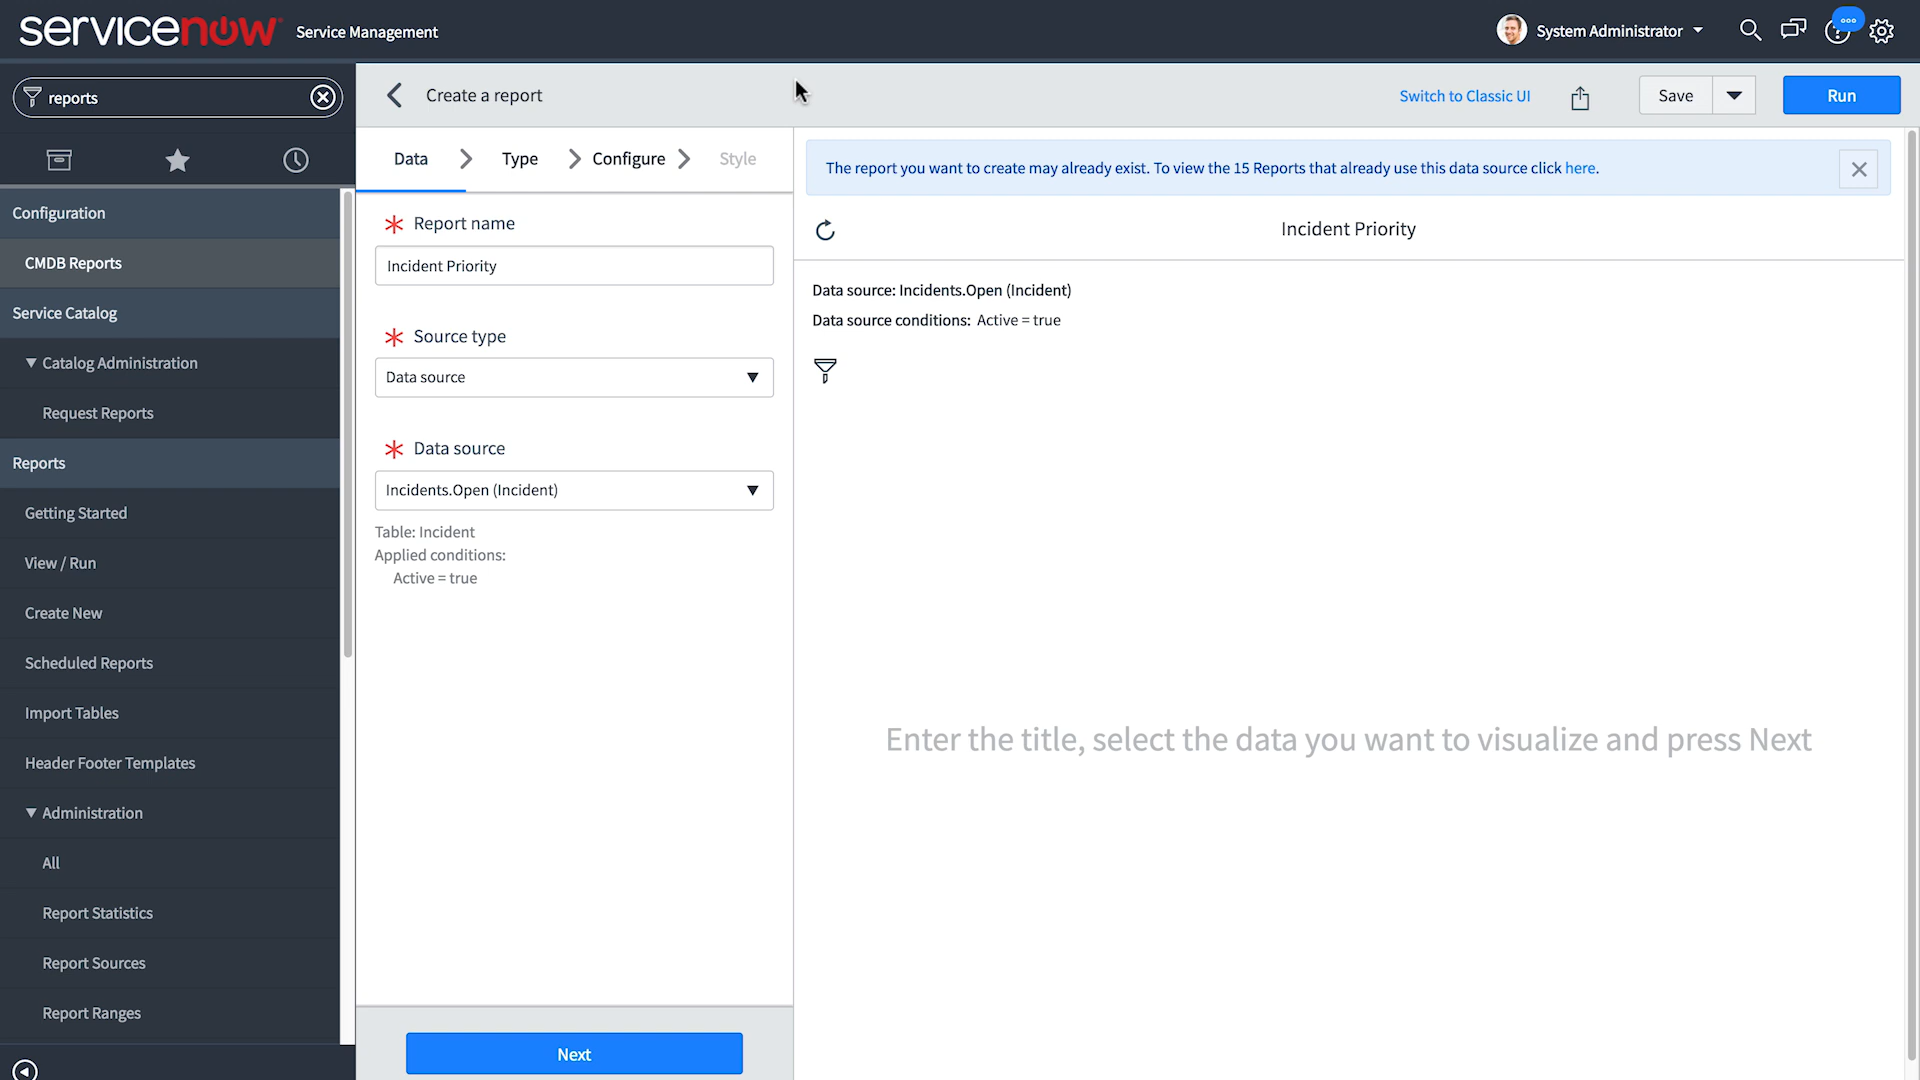 servicenow Service Management
System Administrator
reports
Create a report
Switch to Classic UI
Save
Run
Configuration
CMDB Reports
Service Catalog
Catalog Administration
Request Reports
Reports
Getting Started
View / Run
Create New
Scheduled Reports
Import Tables
Header Footer Templates
Administration
All
Report Statistics
Report Sources
Report Ranges
Data
Type
Configure
Style
* Report name
Incident Priority
* Source type
Data source
* Data source
Incidents.Open (Incident)
Table: Incident
Applied conditions:
Active = true
Next
The report you want to create may already exist. To view the 15 Reports that already use this data source click here.
Incident Priority
Data source: Incidents.Open (Incident)
Data source conditions: Active = true
Enter the title, select the data you want to visualize and press Next